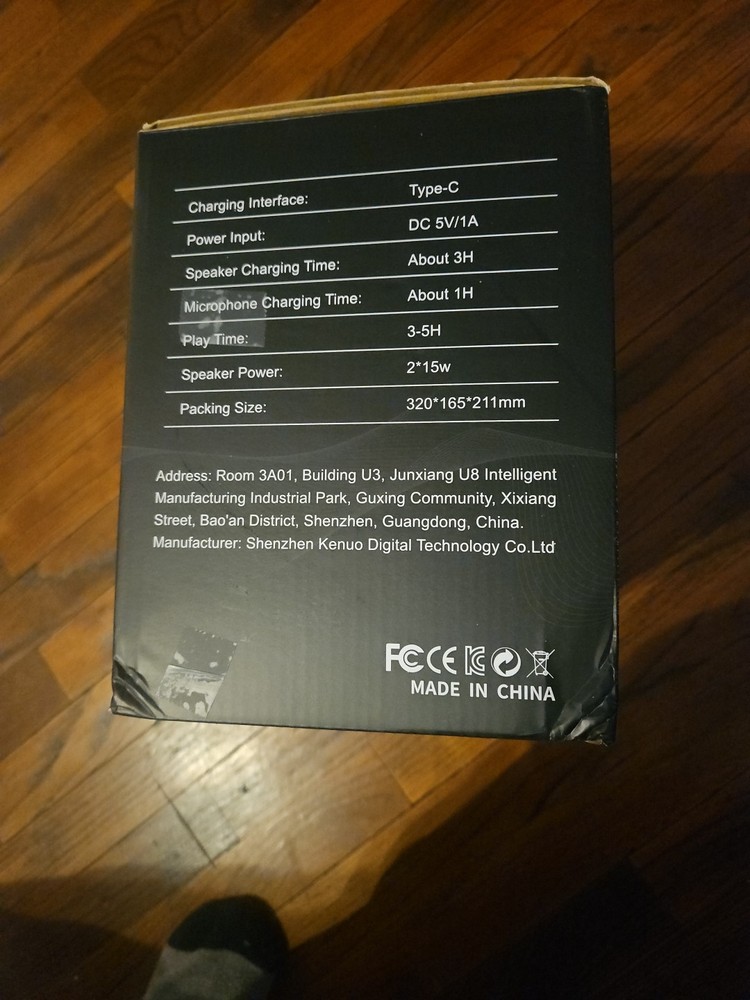 Charging Interface: Type-C
Power Input: DC 5V/1A
Speaker Charging Time: About 3H
Microphone Charging Time: About 1H
Play Time: 3-5H
Speaker Power: 2*15w
Packing Size: 320*165*211mm
Address: Room 3A01, Building U3, Junxiang U8 Intelligent
Manufacturing Industrial Park, Guxing Community, Xixiang
Street, Bao'an District, Shenzhen, Guangdong, China.
Manufacturer: Shenzhen Kenuo Digital Technology Co.Ltd
FC CE KC
MADE IN CHINA